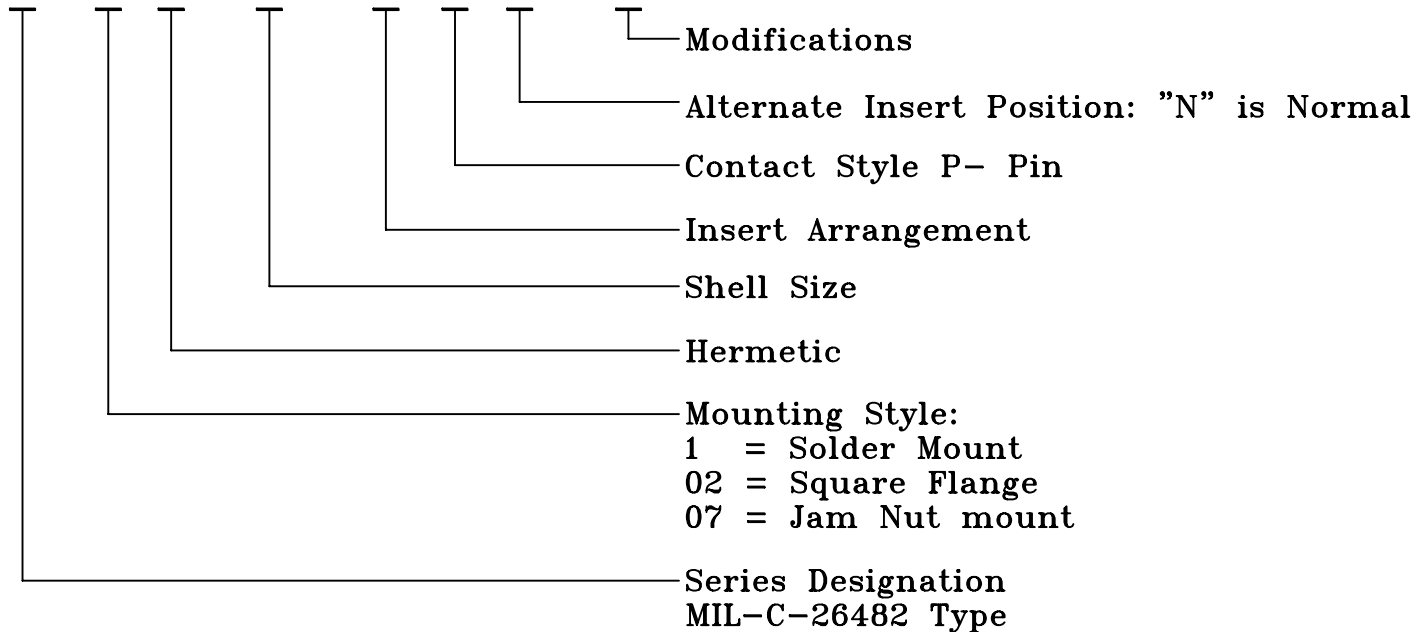 Modifications
Alternate Insert Position: ”N” is Normal
Contact Style P- Pin
Insert Arrangement
Shell Size
Hermetic
Mounting Style:
1 = Solder Mount
02 = Square Flange
07 = Jam Nut mount
Series Designation
MIL-C-26482 Type